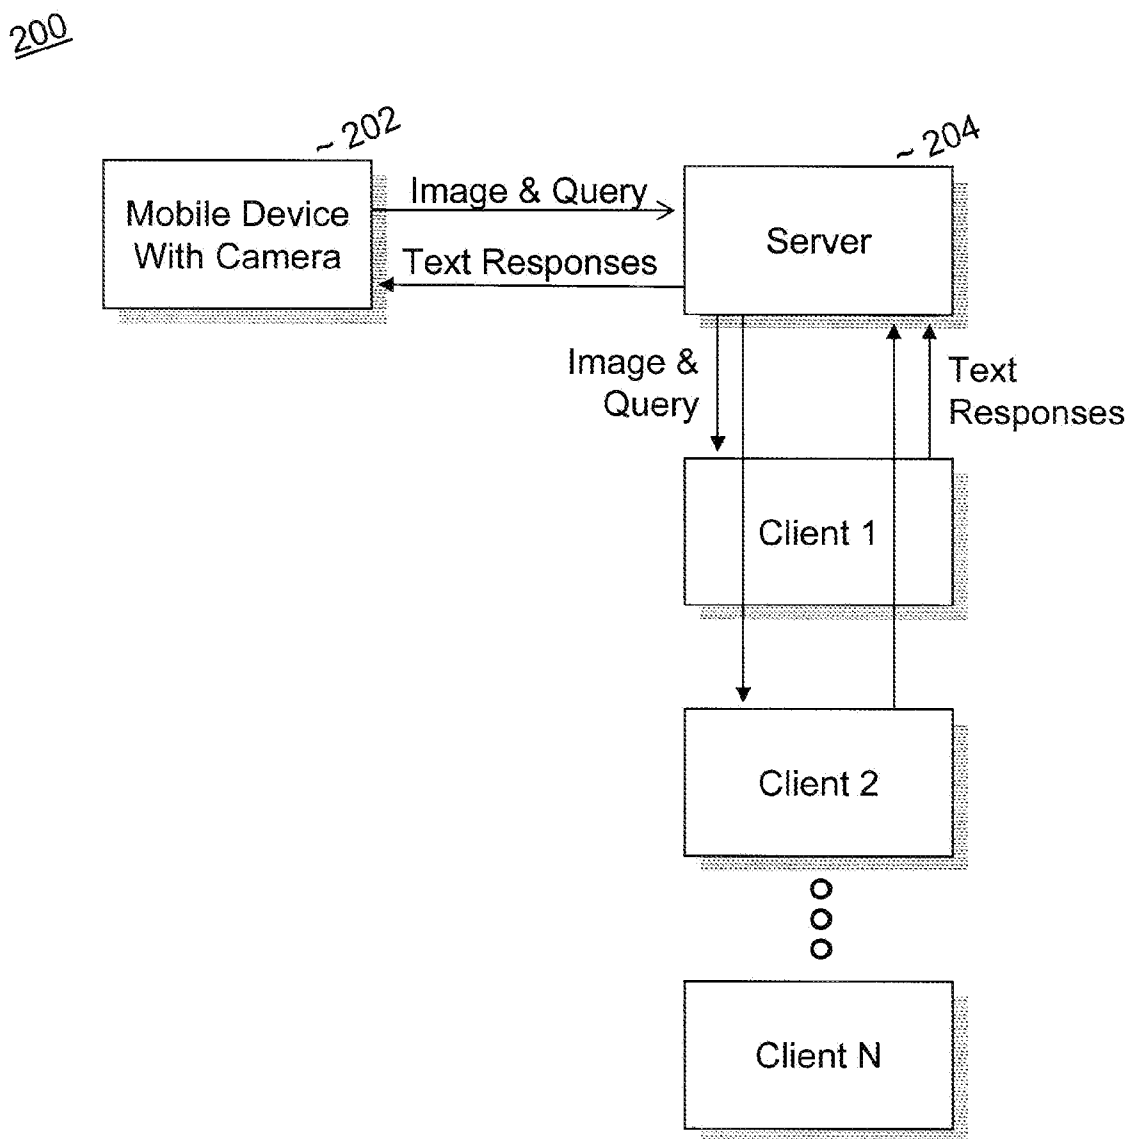 200
~ 202
~ 204
Mobile Device
With Camera
Image & Query
Text Responses
Server
Image &
Query
Text
Responses
Client 1
Client 2
Client N